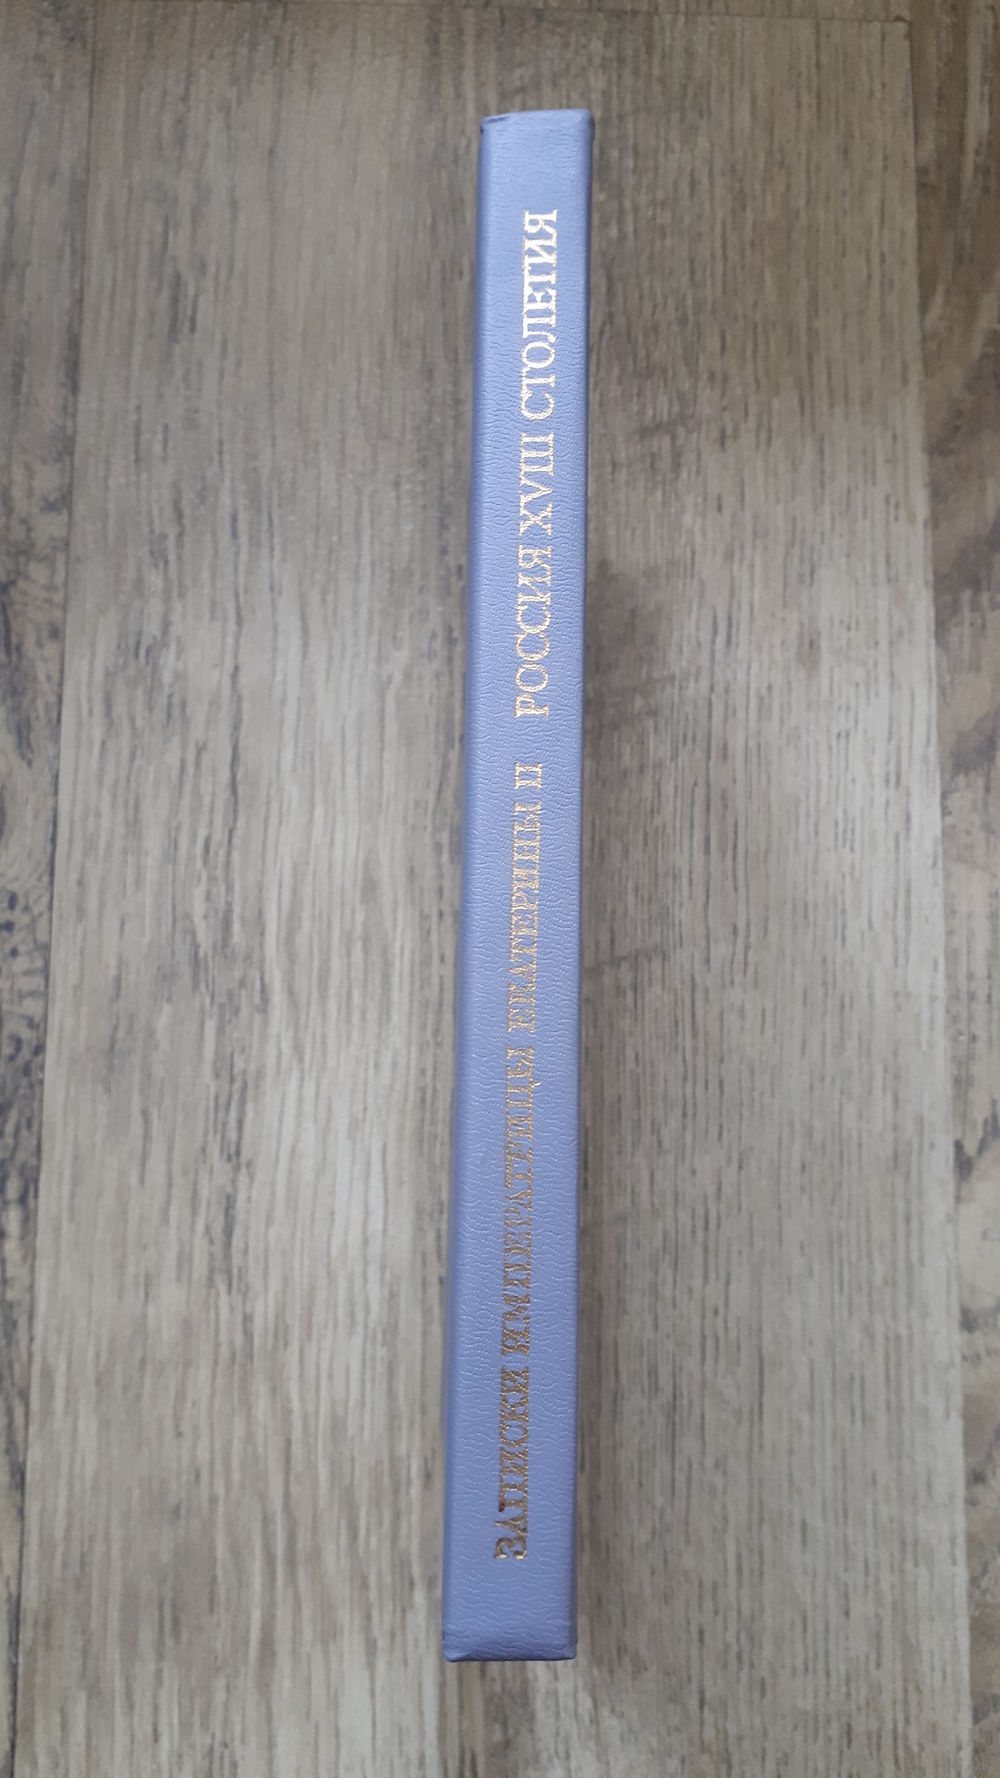 ЗАПИСКИ ИМПЕРАТРИЦЫ ЕКАТЕРИНЫ II РОССИЯ XVIII СТОЛЕТИЯ